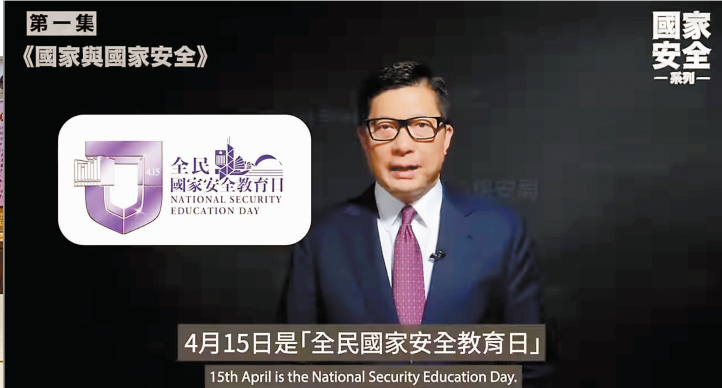 第一集
《國家與國家安全》
國家
安全
系列
4.15
全民
國家安全教育日
NATIONAL SECURITY
EDUCATION DAY
4月15日是「全民國家安全教育日」
15th April is the National Security Education Day.